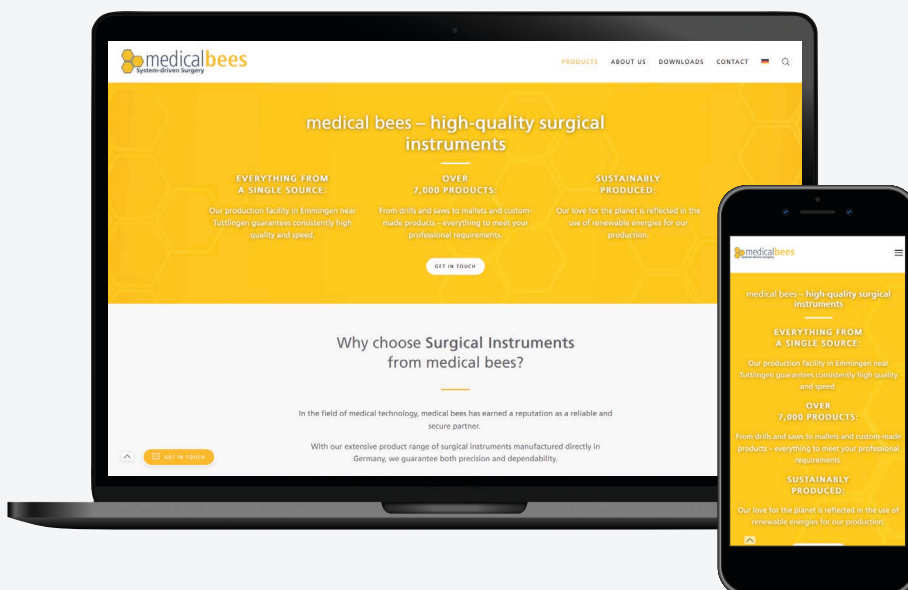 medicalbees
System-driven Surgery
PRODUCTS ABOUT US DOWNLOADS CONTACT
medical bees – high-quality surgical
instruments
EVERYTHING FROM
A SINGLE SOURCE:
Our production facility in Emmingen near
Tuttlingen guarantees consistently high
quality and speed.
OVER
7,000 PRODUCTS:
From drills and saws to mallets and custom-
made products – everything to meet your
professional requirements.
SUSTAINABLY
PRODUCED:
Our love for the planet is reflected in the
use of renewable energies for our
production.
GET IN TOUCH
Why choose Surgical Instruments
from medical bees?
In the field of medical technology, medical bees has earned a reputation as a reliable and
secure partner.
With our extensive product range of surgical instruments manufactured directly in
Germany, we guarantee both precision and dependability.
GET IN TOUCH
medicalbees
System-driven Surgery
medical bees – high-quality surgical
instruments
EVERYTHING FROM
A SINGLE SOURCE:
Our production facility in Emmingen near
Tuttlingen guarantees consistently high quality
and speed.
OVER
7,000 PRODUCTS:
From drills and saws to mallets and custom-made
products – everything to meet your professional
requirements.
SUSTAINABLY
PRODUCED:
Our love for the planet is reflected in the use of
renewable energies for our production.